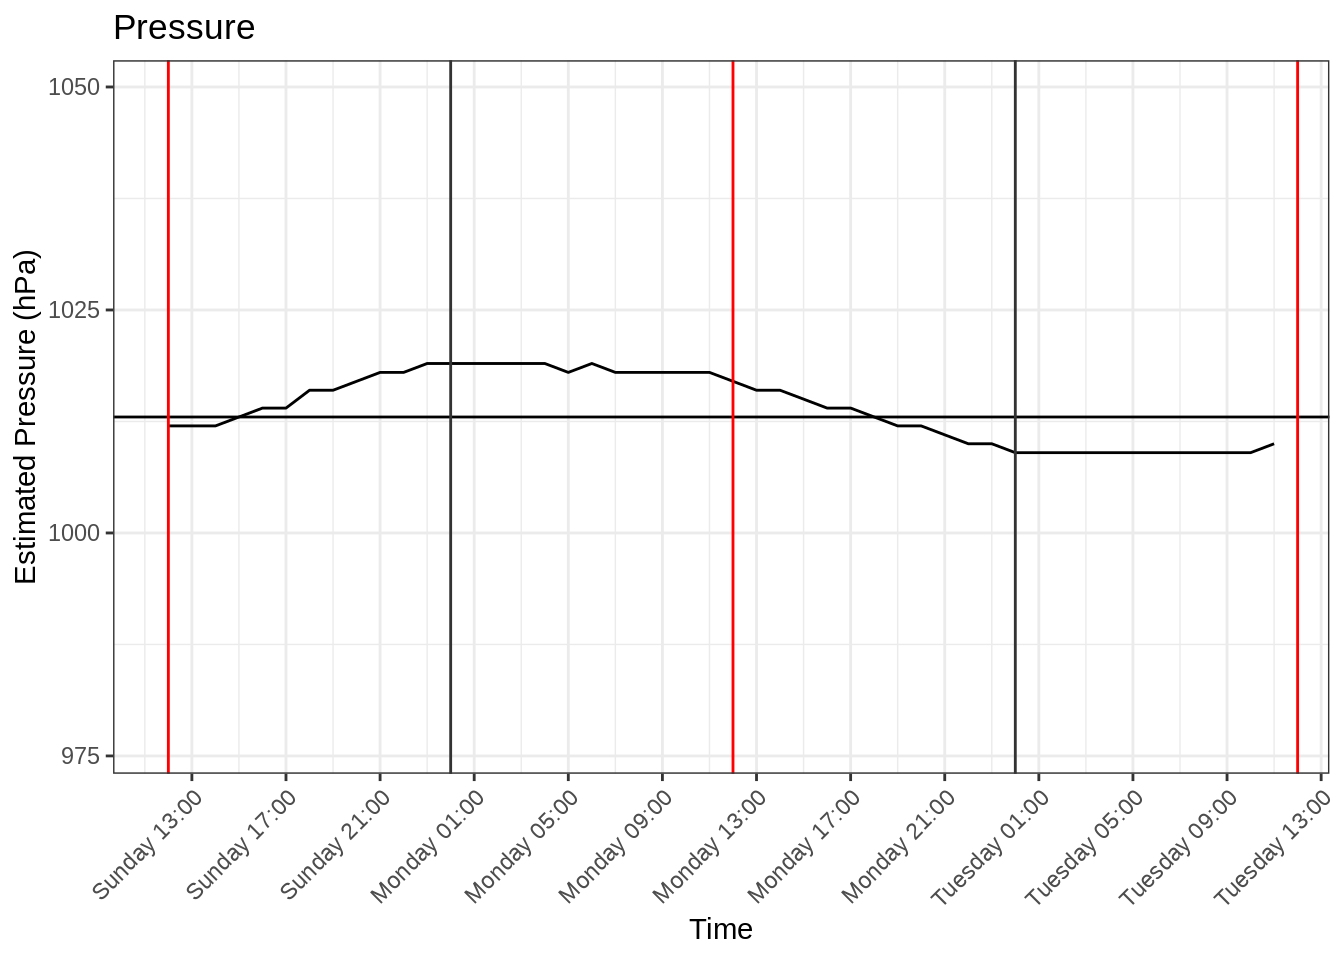 Pressure
Estimated Pressure (hPa)
1050
1025
1000
975
Sunday 13:00
Sunday 17:00
Sunday 21:00
Monday 01:00
Monday 05:00
Monday 09:00
Monday 13:00
Monday 17:00
Monday 21:00
Tuesday 01:00
Tuesday 05:00
Tuesday 09:00
Tuesday 13:00
Time